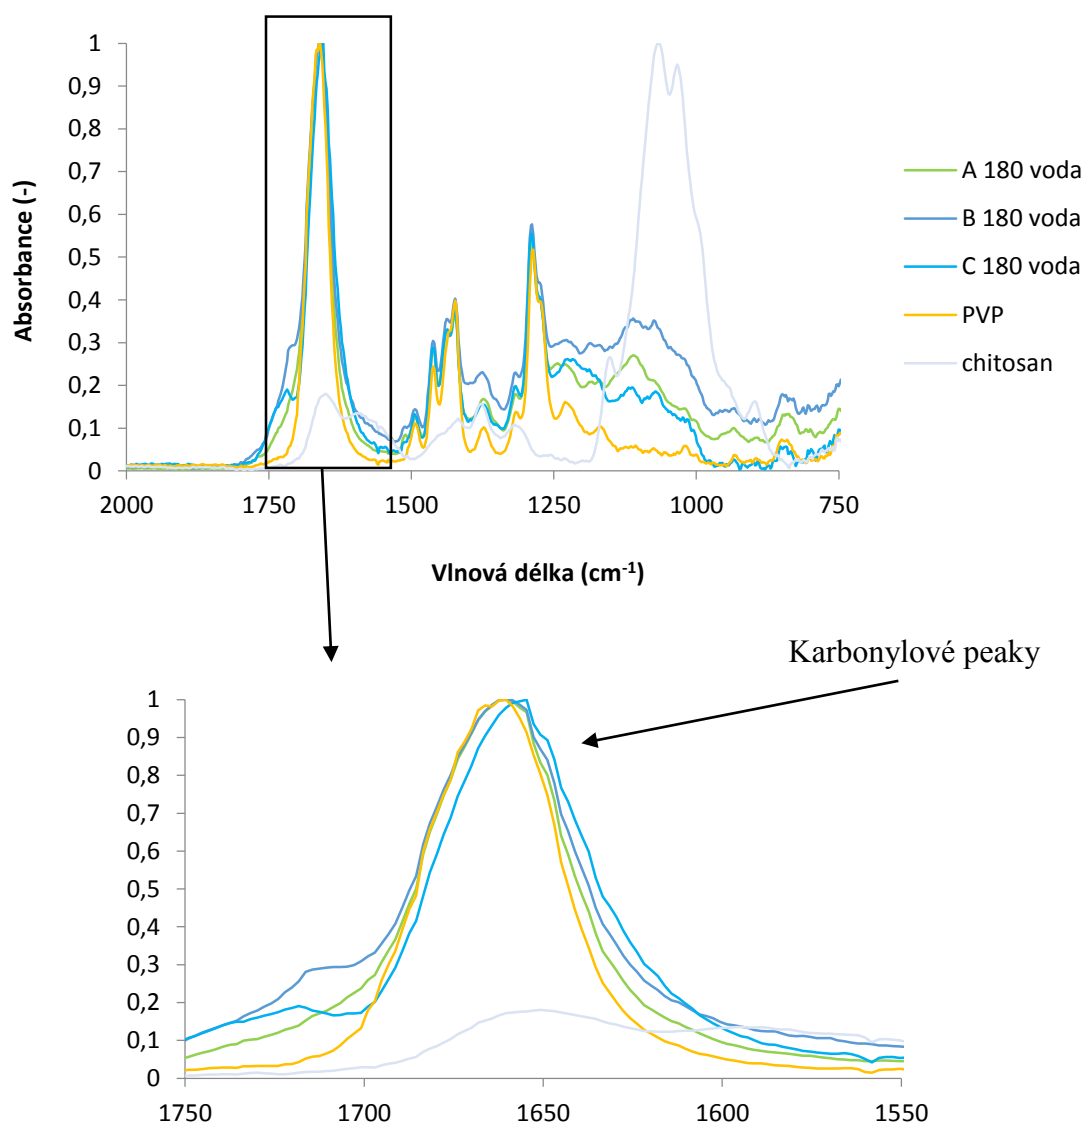 1
0,9
0,8
0,7
0,6
0,5
0,4
0,3
0,2
0,1
0
Absorbance (-)
2000 1750 1500 1250 1000 750
Vlnová délka (cm-1)
A 180 voda
B 180 voda
C 180 voda
PVP
chitosan
Karbonylové peaky
1
0,9
0,8
0,7
0,6
0,5
0,4
0,3
0,2
0,1
0
1750 1700 1650 1600 1550